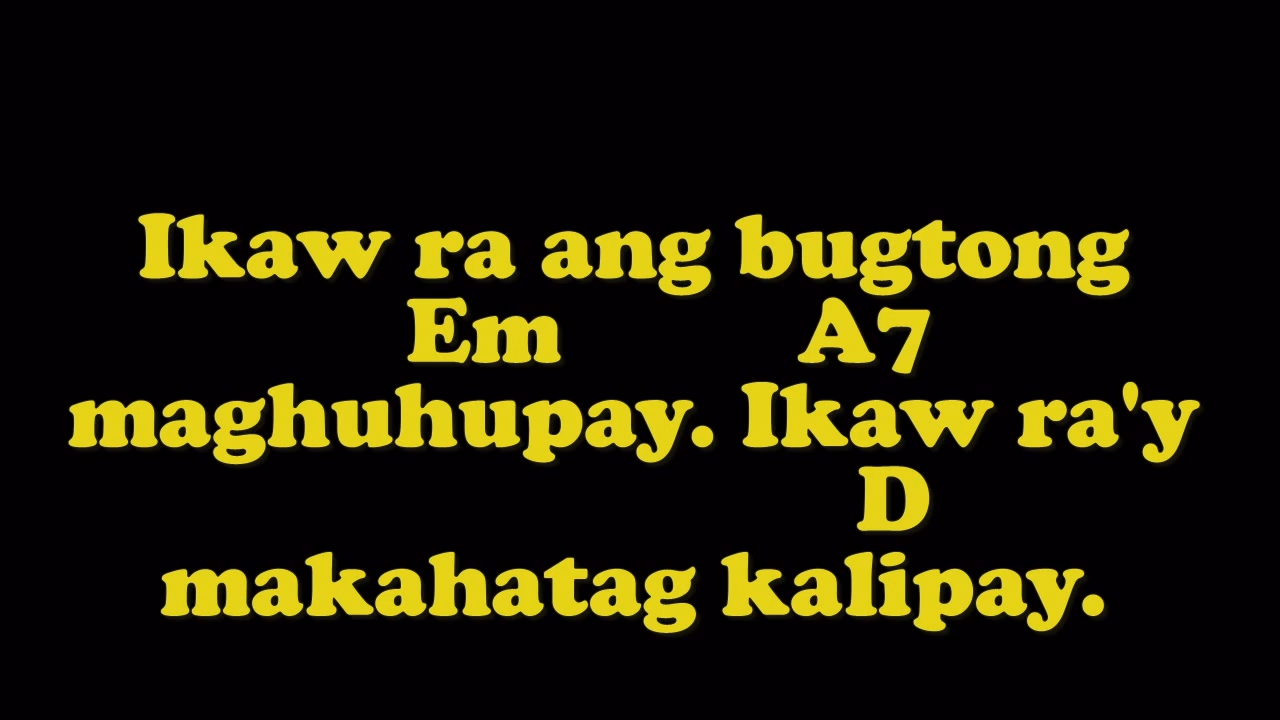 Ikaw ra ang bugtong
Em A7
maghuhupay. Ikaw ra'y
D
makahatag kalipay.